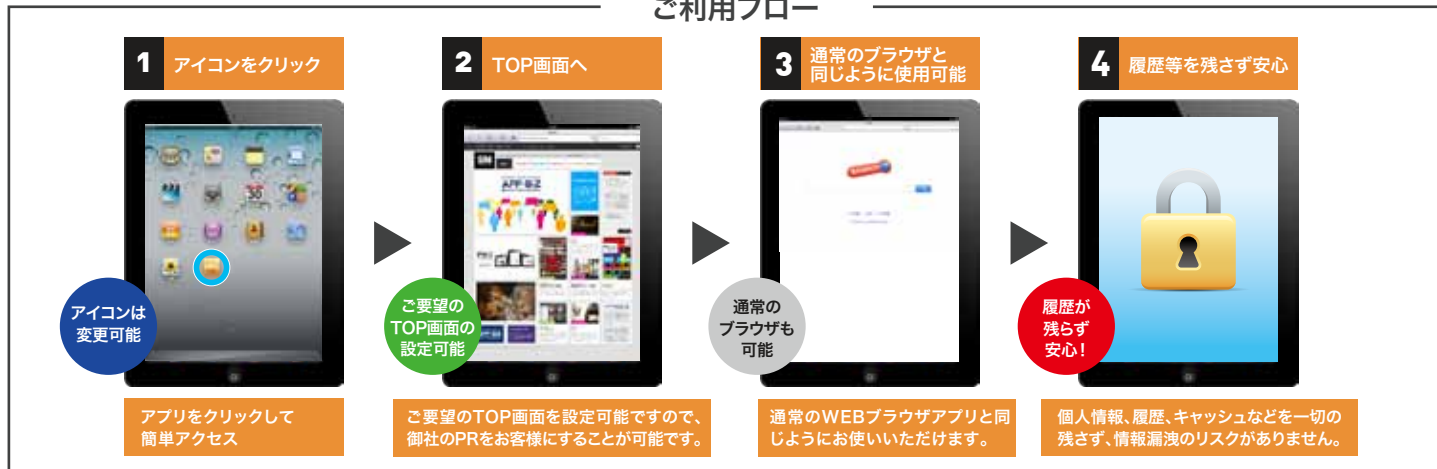 ご利用フロー
1 アイコンをクリック
2 TOP画面へ
3 通常のブラウザと
同じように使用可能
4 履歴等を残さず安心
APP BIZ
30
アイコンは
変更可能
ご要望の
TOP画面の
設定可能
通常の
ブラウザも
可能
履歴が
残らず
安心!
アプリをクリックして
簡単アクセス
ご要望のTOP画面を設定可能ですので、
御社のPRをお客様にすることが可能です。
通常のWEBブラウザアプリと同
じようにお使いいただけます。
個人情報、履歴、キャッシュなどを一切の
残さず、情報漏洩のリスクがありません。